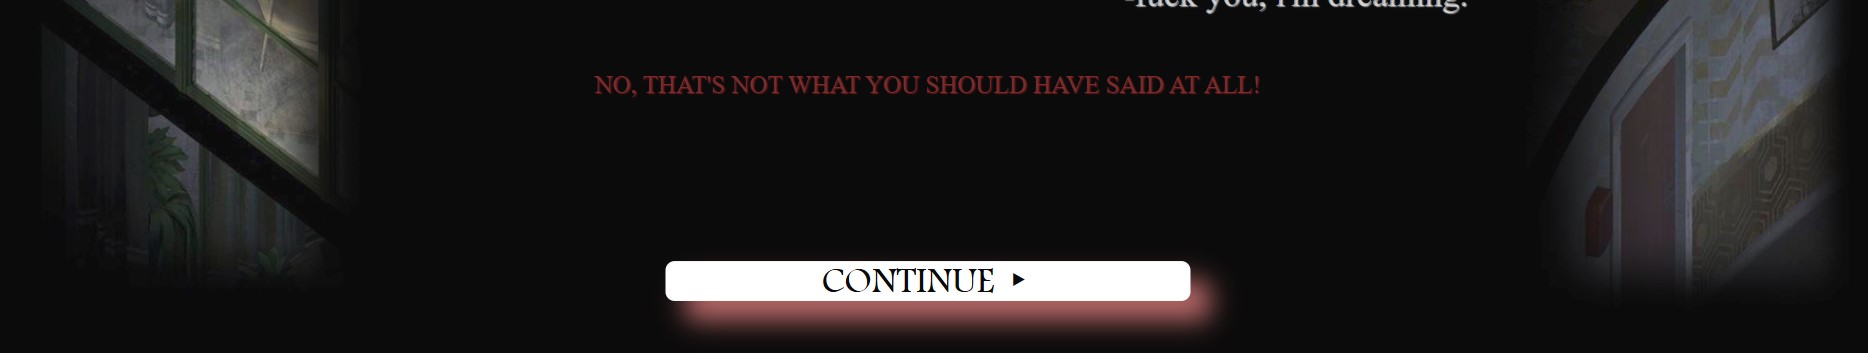 -fuck you, I'm dreaming.
NO, THAT'S NOT WHAT YOU SHOULD HAVE SAID AT ALL!
CONTINUE ▶